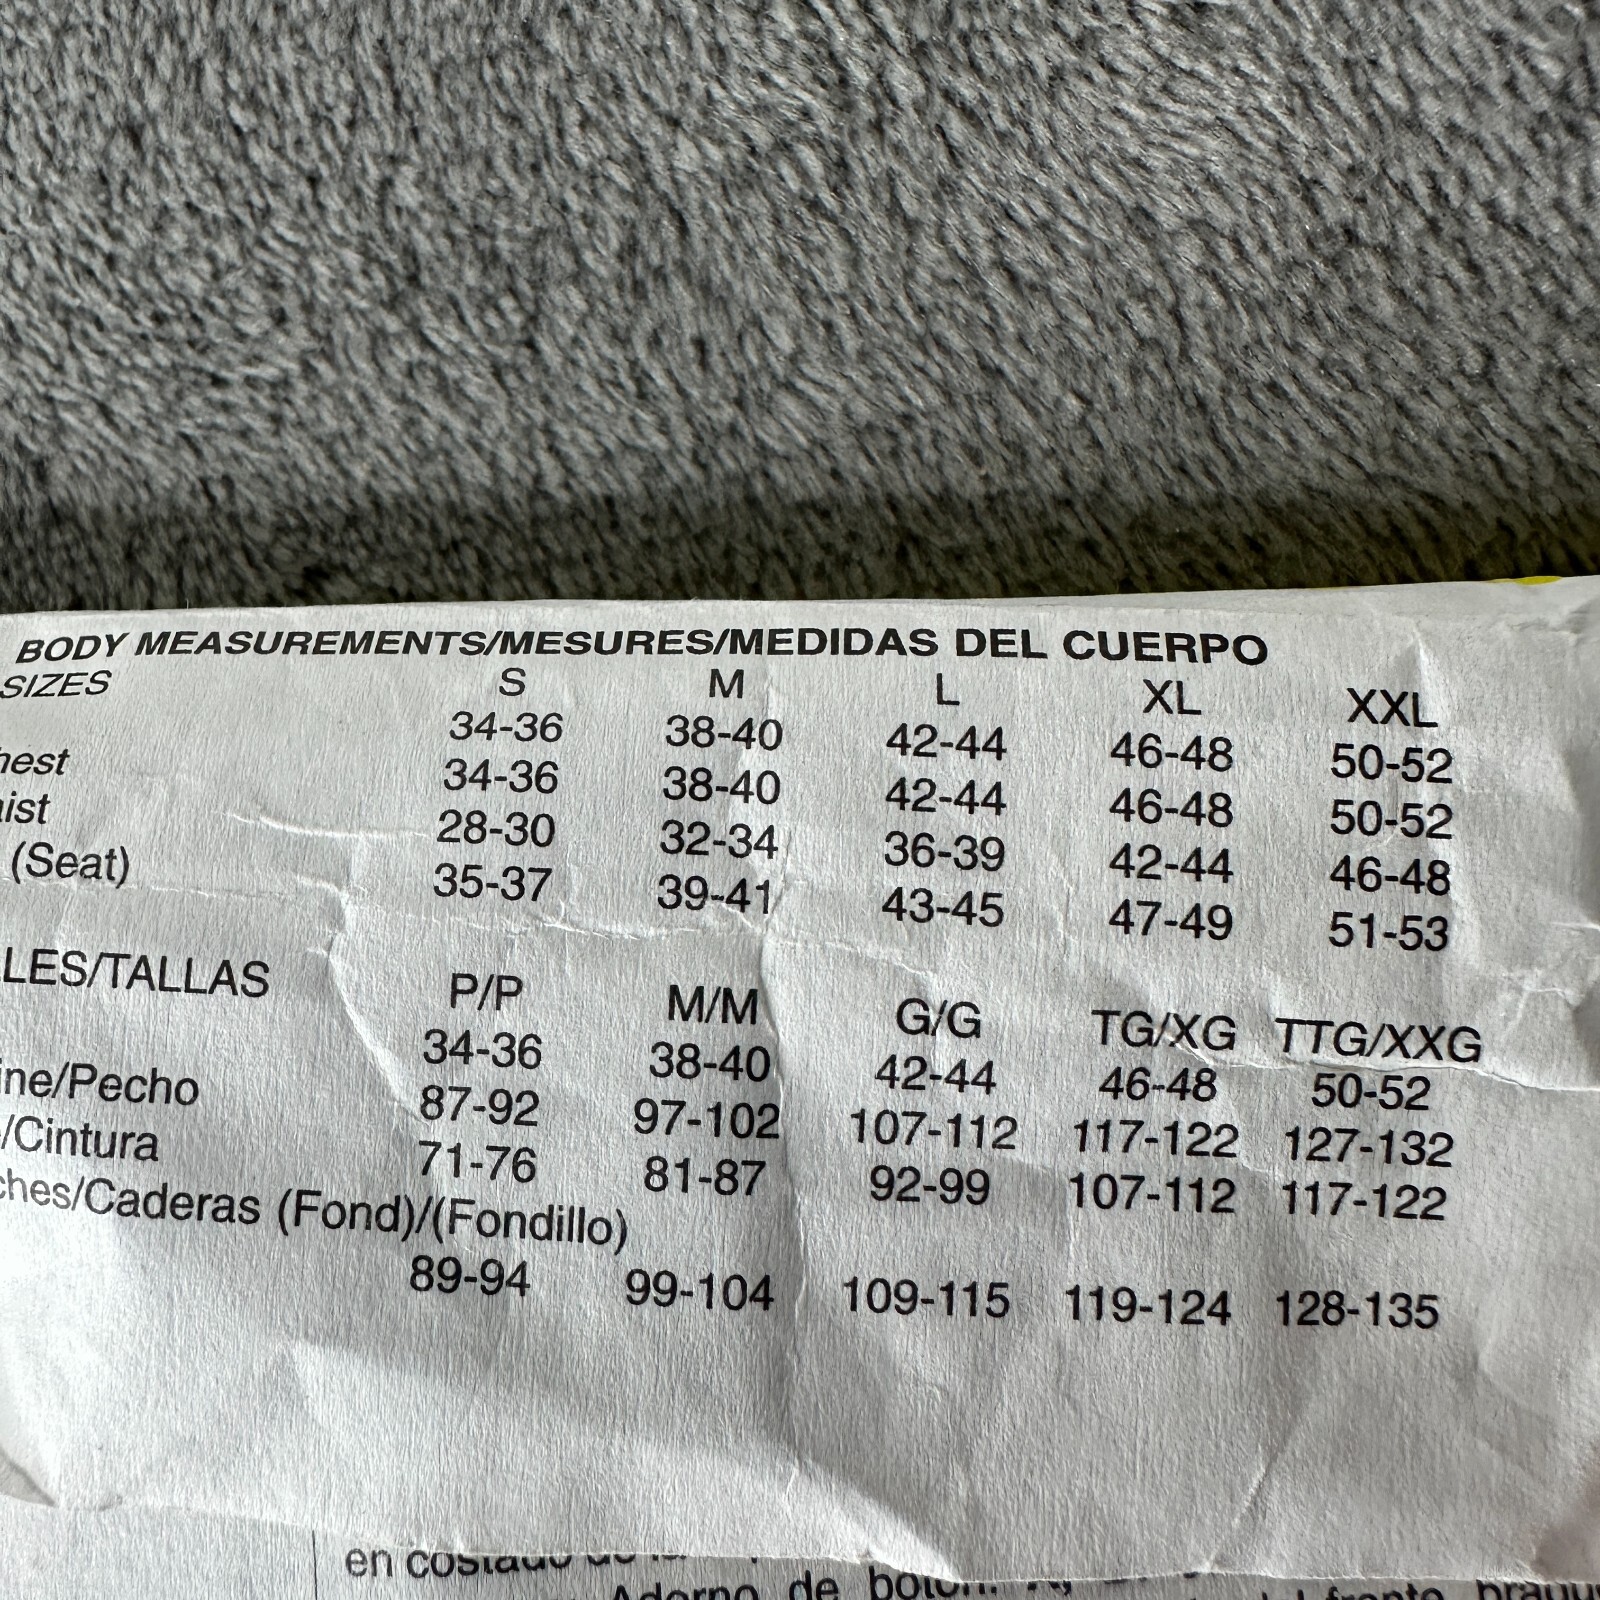 BODY MEASUREMENTS/MESURES/MEDIDAS DEL CUERPO
SIZES S M L XL XXL
34-36 38-40 42-44 46-48 50-52
hest 34-36 38-40 42-44 46-48 50-52
aist 28-30 32-34 36-39 42-44 46-48
(Seat) 35-37 39-41 43-45 47-49 51-53
LLES/TALLAS P/P M/M G/G TG/XG TTG/XXG
34-36 38-40 42-44 46-48 50-52
ine/Pecho 87-92 97-102 107-112 117-122 127-132
/Cintura 71-76 81-87 92-99 107-112 117-122
ches/Caderas (Fond)/(Fondillo)
89-94 99-104 109-115 119-124 128-135
en costado de
Adorno de botón.